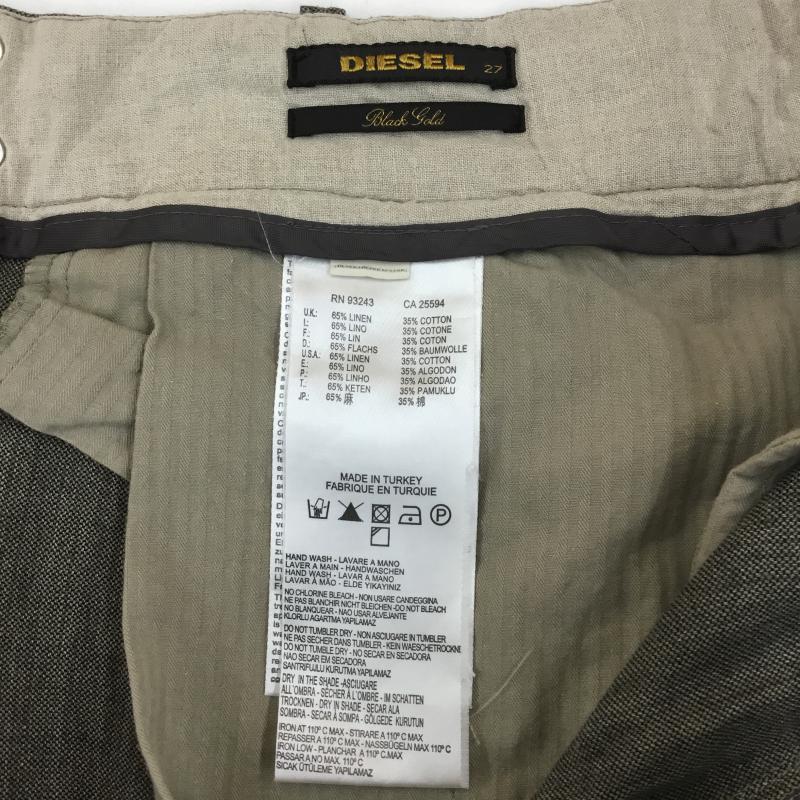 DIESEL 27
Black Gold
RN 93243 CA 25594
U.K.: 65% LINEN 35% COTTON
I.: 65% LINO 35% COTONE
F.: 65% LIN 35% COTON
D.: 65% FLACHS 35% BAUMWOLLE
U.S.A.: 65% LINEN 35% COTTON
E.: 65% LINO 35% ALGODON
P.: 65% LINHO 35% ALGODAO
T.: 65% KETEN 35% PAMUKLU
JP.: 65% 麻 35% 棉
MADE IN TURKEY
FABRIQUE EN TURQUIE
P
HAND WASH - LAVARE A MANO
LAVER A MAIN - HANDWASCHEN
HAND WASH - LAVAR A MANO
LAVAR À MÃO - ELDE YIKAYINIZ
NO CHLORINE BLEACH - NON USARE CANDEGGINA
NE PAS BLANCHIR NICHT BLEICHEN - DO NOT BLEACH
NO BLANQUEAR - NÃO USAR ALVEJANTE
KLORLU AGARTMA YAPILAMAZ
DO NOT TUMBLER DRY - NON ASCIUGARE IN TUMBLER
NE PAS SECHER DANS TUMBLER - KEIN WAESCHETROCKNE
DO NOT TUMBLE DRY - NO SECAR EN SECADORA
NÃO SECAR EM SECADORA
SANTRIFUJLU KURUTMA YAPILAMAZ
DRY IN THE SHADE - ASCIUGARE
ALL'OMBRA - SÉCHER À L'OMBRE - IM SCHATTEN
TROCKNEN - DRY IN SHADE - SECAR ALA
SOMBRA - SECAR À SOMPA - GÖLGEDE KURUTUN
IRON AT 110° C MAX - STIRARE A 110° C MAX
REPASSER A 110° C MAX - NASSBÜGELN MAX 110° C
IRON LOW - PLANCHAR A 110° C MAX
PASSAR A NO MAX. 110° C
SICAK ÜTÜLEME YAPILAMAZ